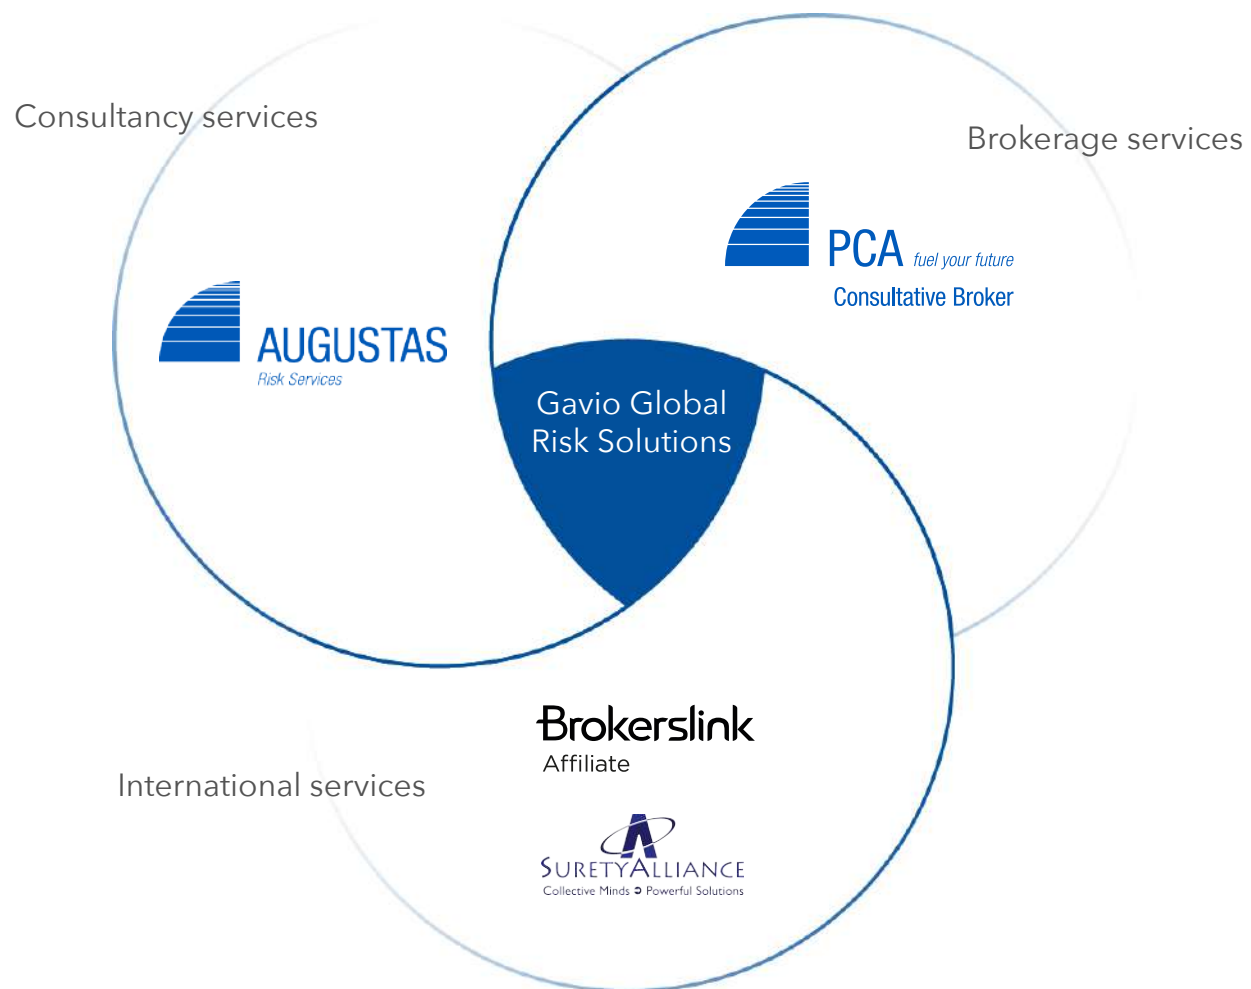 Consultancy services
Brokerage services
PCA fuel your future
Consultative Broker
AUGUSTAS
Risk Services
Gavio Global
Risk Solutions
Brokerslink
Affiliate
International services
SURETYALLIANCE
Collective Minds Powerful Solutions